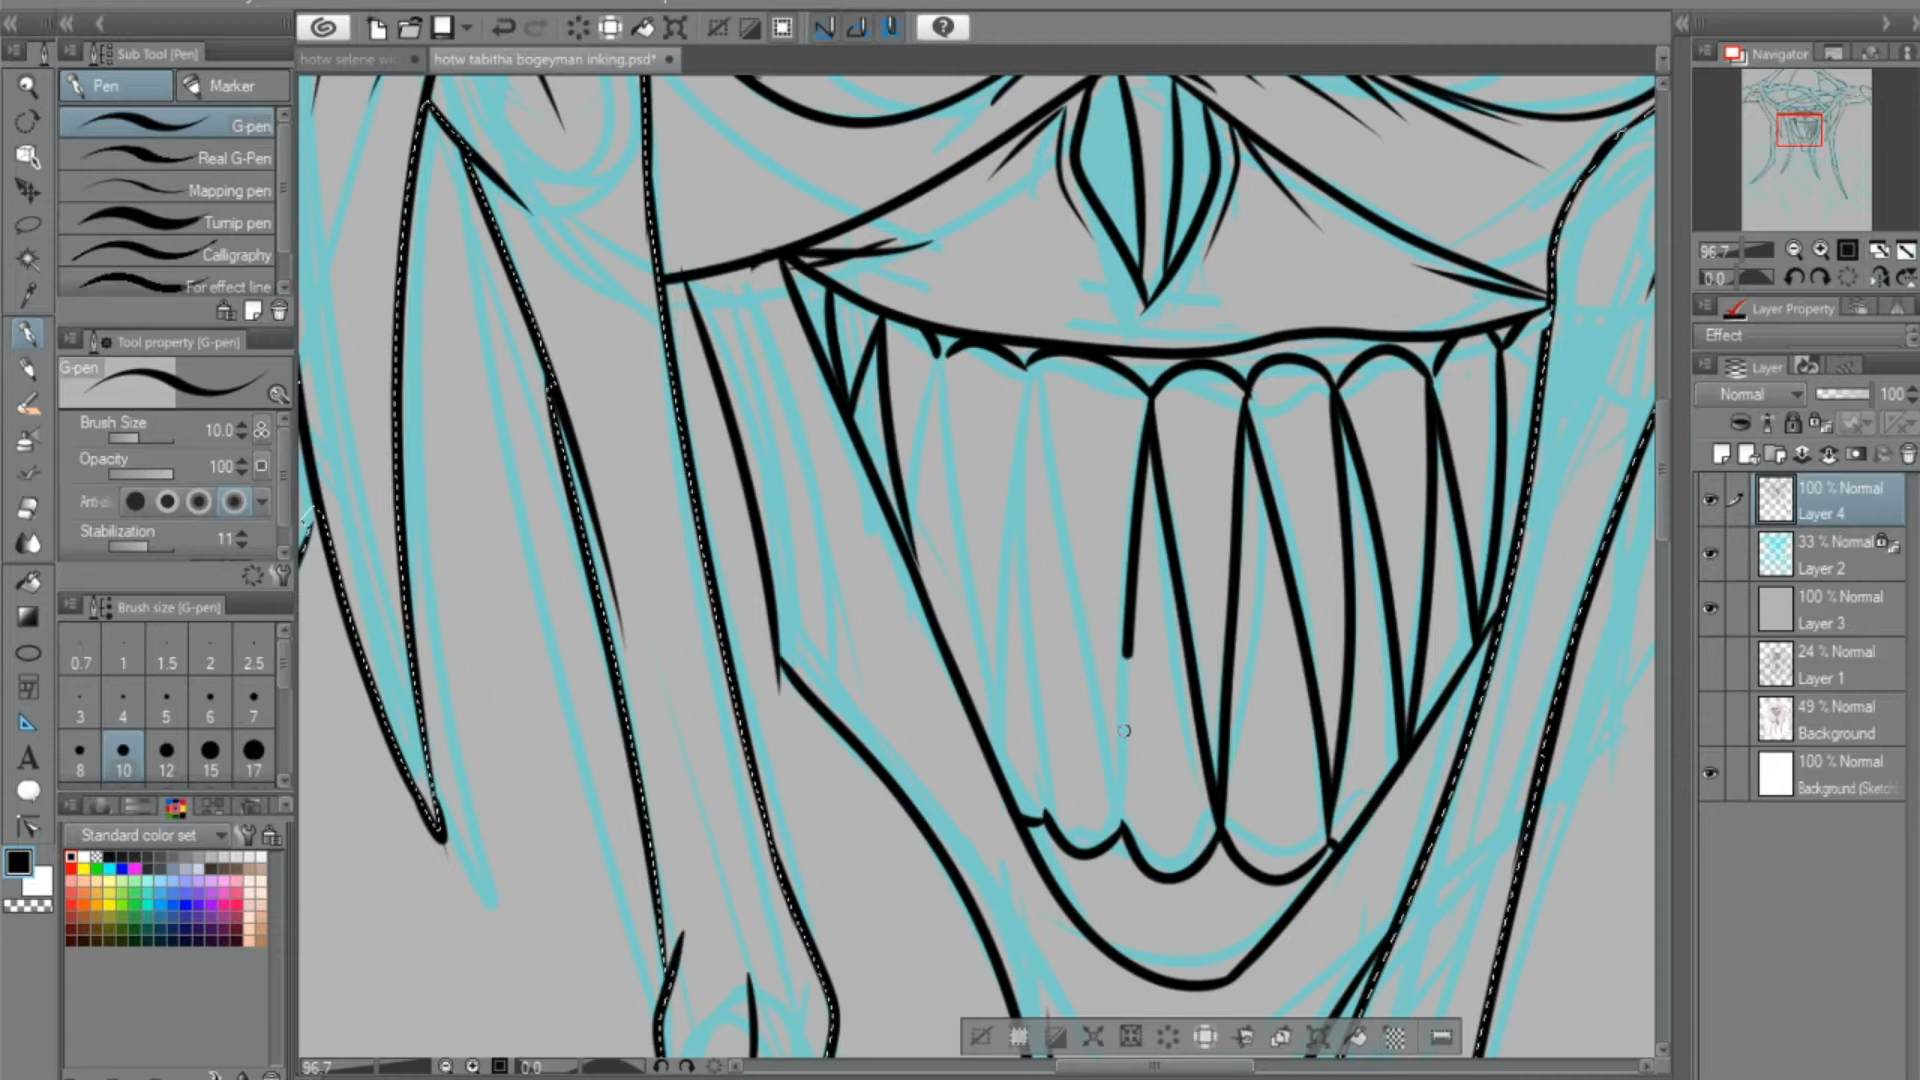 Sub Tool [Pen]
Pen
Marker
G-pen
Real G-Pen
Mapping pen
Turnip pen
Calligraphy
For effect line
Tool property [G-pen]
G-pen
Brush Size 10.0
Opacity 100
Anti-al
Stabilization 11
Brush size [G-pen]
0.7 1 1.5 2 2.5
3 4 5 6 7
8 10 12 15 17
Standard color set
hotw selene wi
hotw tabitha bogeyman inking.psd*
96.7 0.0
Navigator
96.7
0.0
Layer Property
Effect
Layer
Normal 100
100 % Normal
Layer 4
33 % Normal
Layer 2
100 % Normal
Layer 3
24 % Normal
Layer 1
49 % Normal
Background
100 % Normal
Background (Sketch